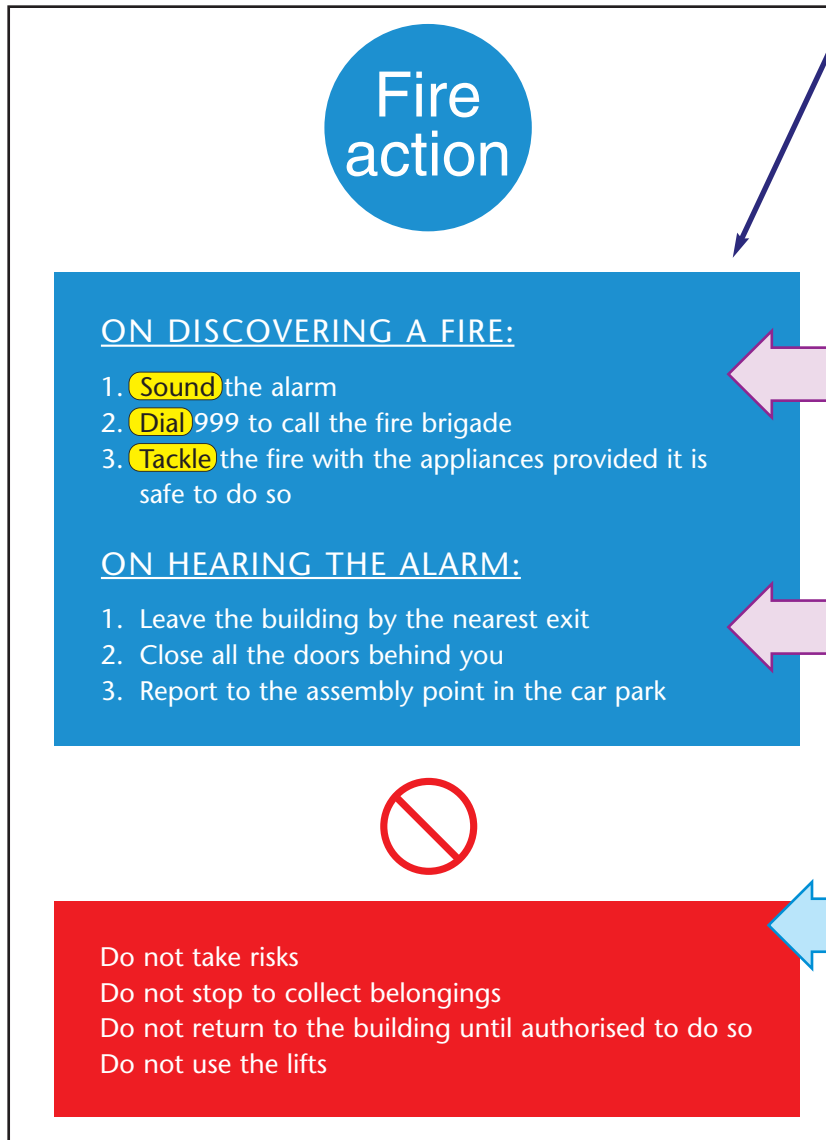 Fire
action
ON DISCOVERING A FIRE:
1. Sound the alarm
2. Dial 999 to call the fire brigade
3. Tackle the fire with the appliances provided it is
safe to do so
ON HEARING THE ALARM:
1. Leave the building by the nearest exit
2. Close all the doors behind you
3. Report to the assembly point in the car park
Do not take risks
Do not stop to collect belongings
Do not return to the building until authorised to do so
Do not use the lifts